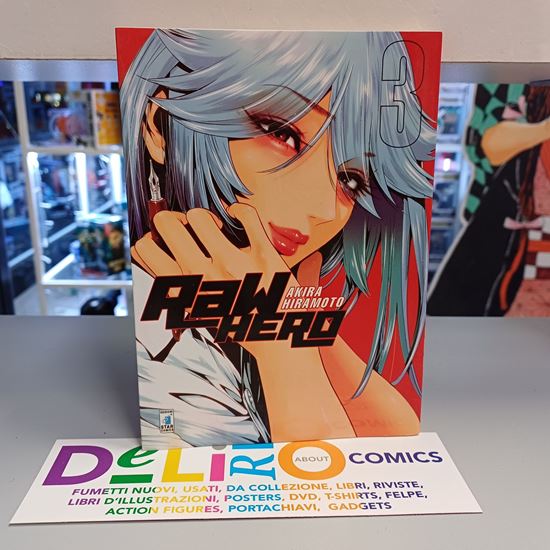 3
RaW
HERO
AKIRA
HIRAMOTO
STAR
COMICS
DeLiRiO ABOUT COMICS
FUMETTI NUOVI, USATI, DA COLLEZIONE, LIBRI, RIVISTE,
LIBRI D'ILLUSTRAZIONI, POSTERS, DVD, T-SHIRTS, FELPE,
ACTION FIGURES, PORTACHIAVI, GADGETS